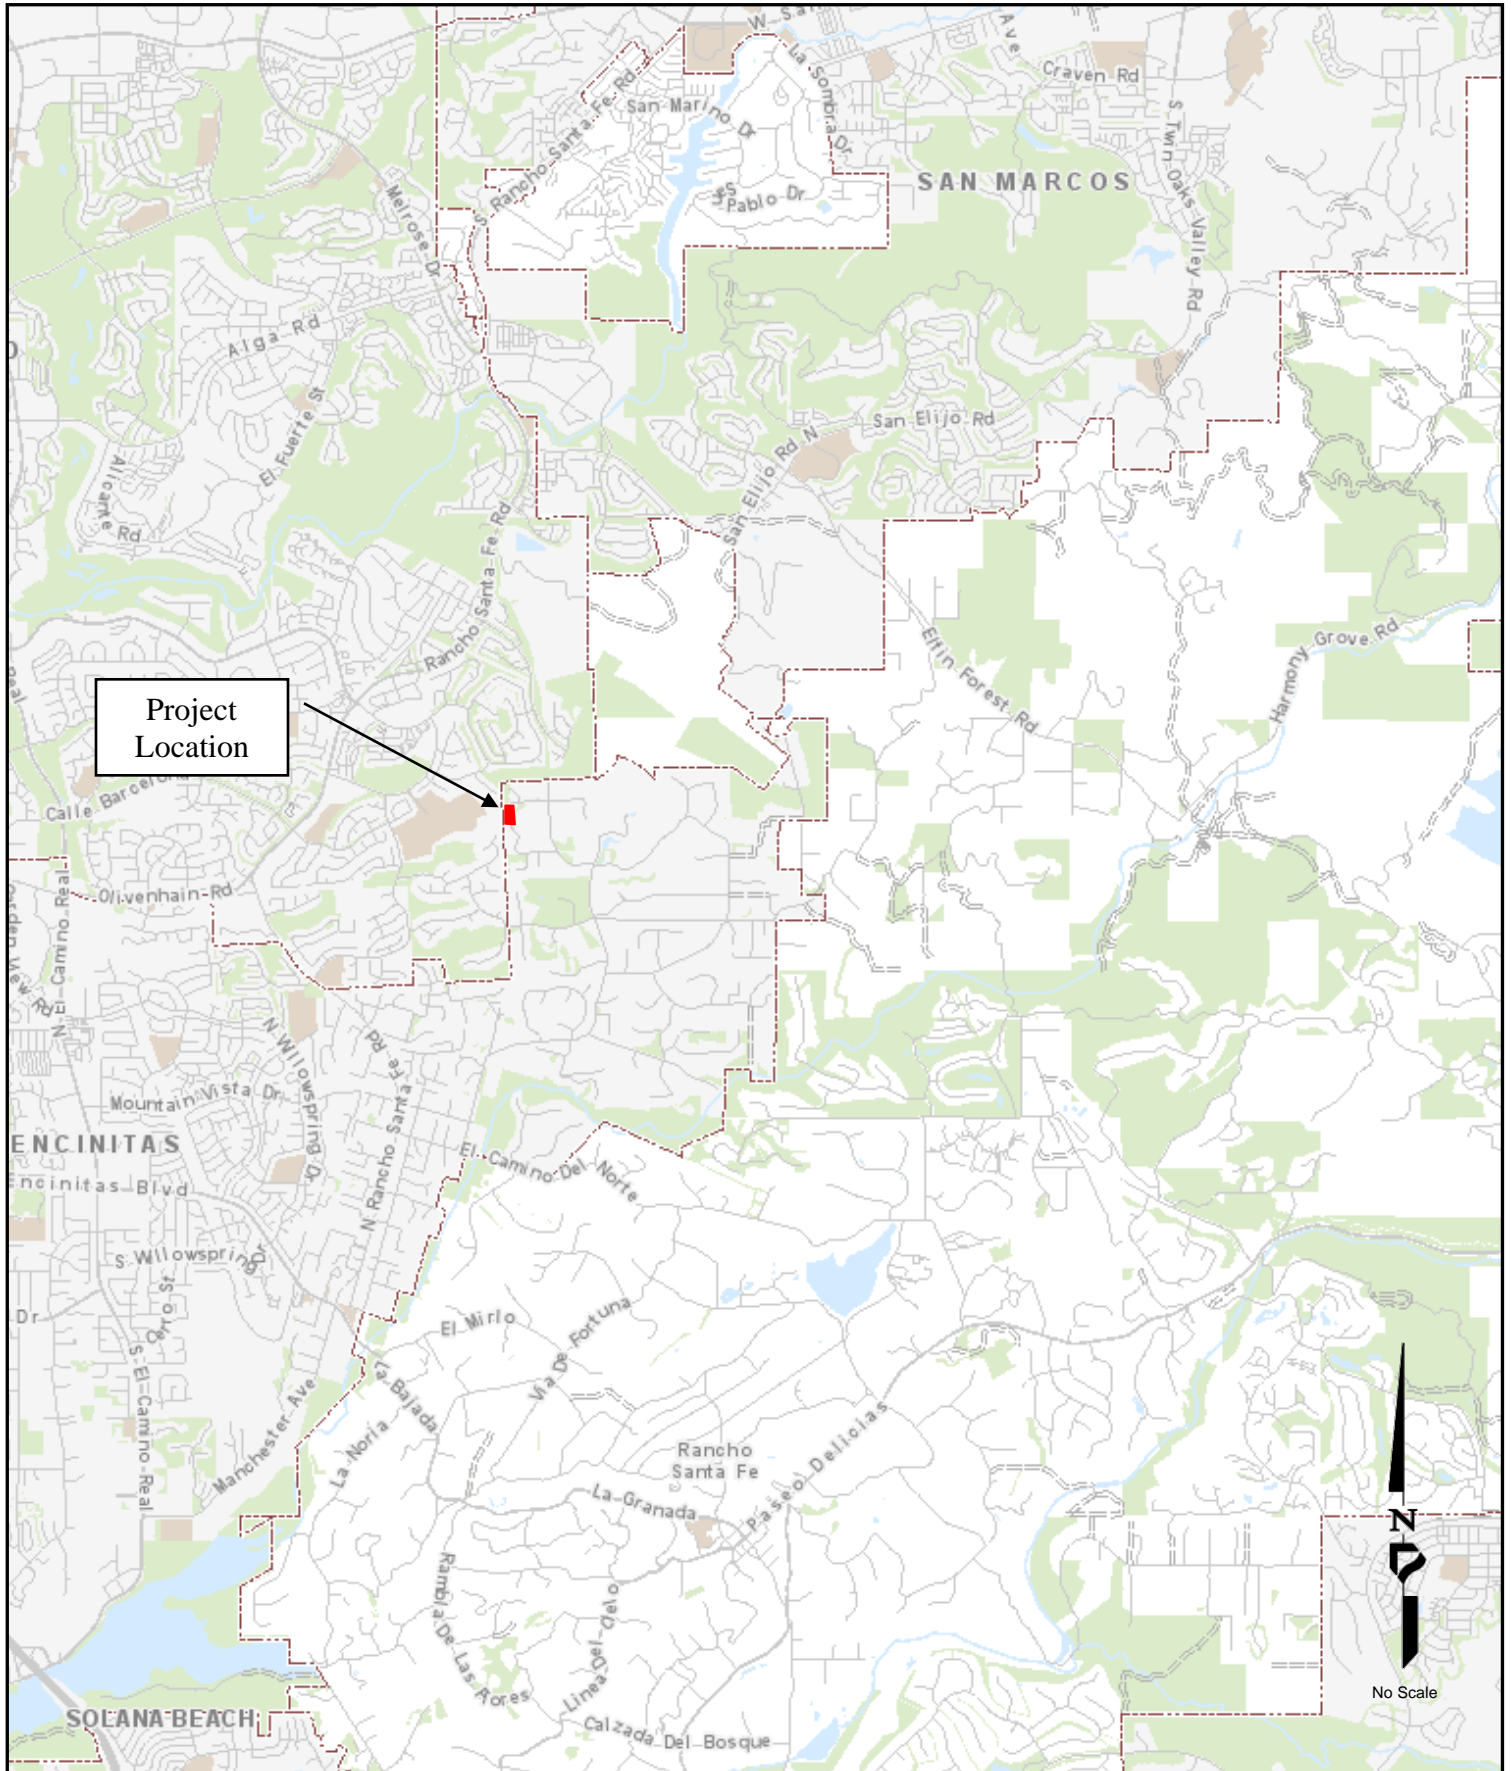 W San
Ave
La Sombra Dr
Craven Rd
S Rancho Santa Fe Rd
San Marino Dr
S Twin Oaks Valley Rd
SAN MARCOS
Melrose Dr
Pablo Dr
Alga Rd
El Fuerte St
San Elijo Rd
San Elijo Rd N
Alicante Rd
Rancho Santa Fe Rd
Elfin Forest Rd
Harmony Grove Rd
Real
Project
Location
Calle Barcelona
Olivenhain Rd
N El Camino Real
N Willowspring Dr
Rd
Mountain Vista Dr
N Rancho Santa Fe Rd
ENCINITAS
El Camino Del Norte
Encinitas Blvd
S Willowspring Dr
Cerro St
Dr
El Mirlo
Via De Fortuna
S El Camino Real
La Bajada
Manchester Ave
La Noria
Rancho
Santa Fe
Paseo Delicias
La Granada
N
Rambla De Las Flores
Linea Del Cielo
No Scale
SOLANA BEACH
Calzada Del Bosque